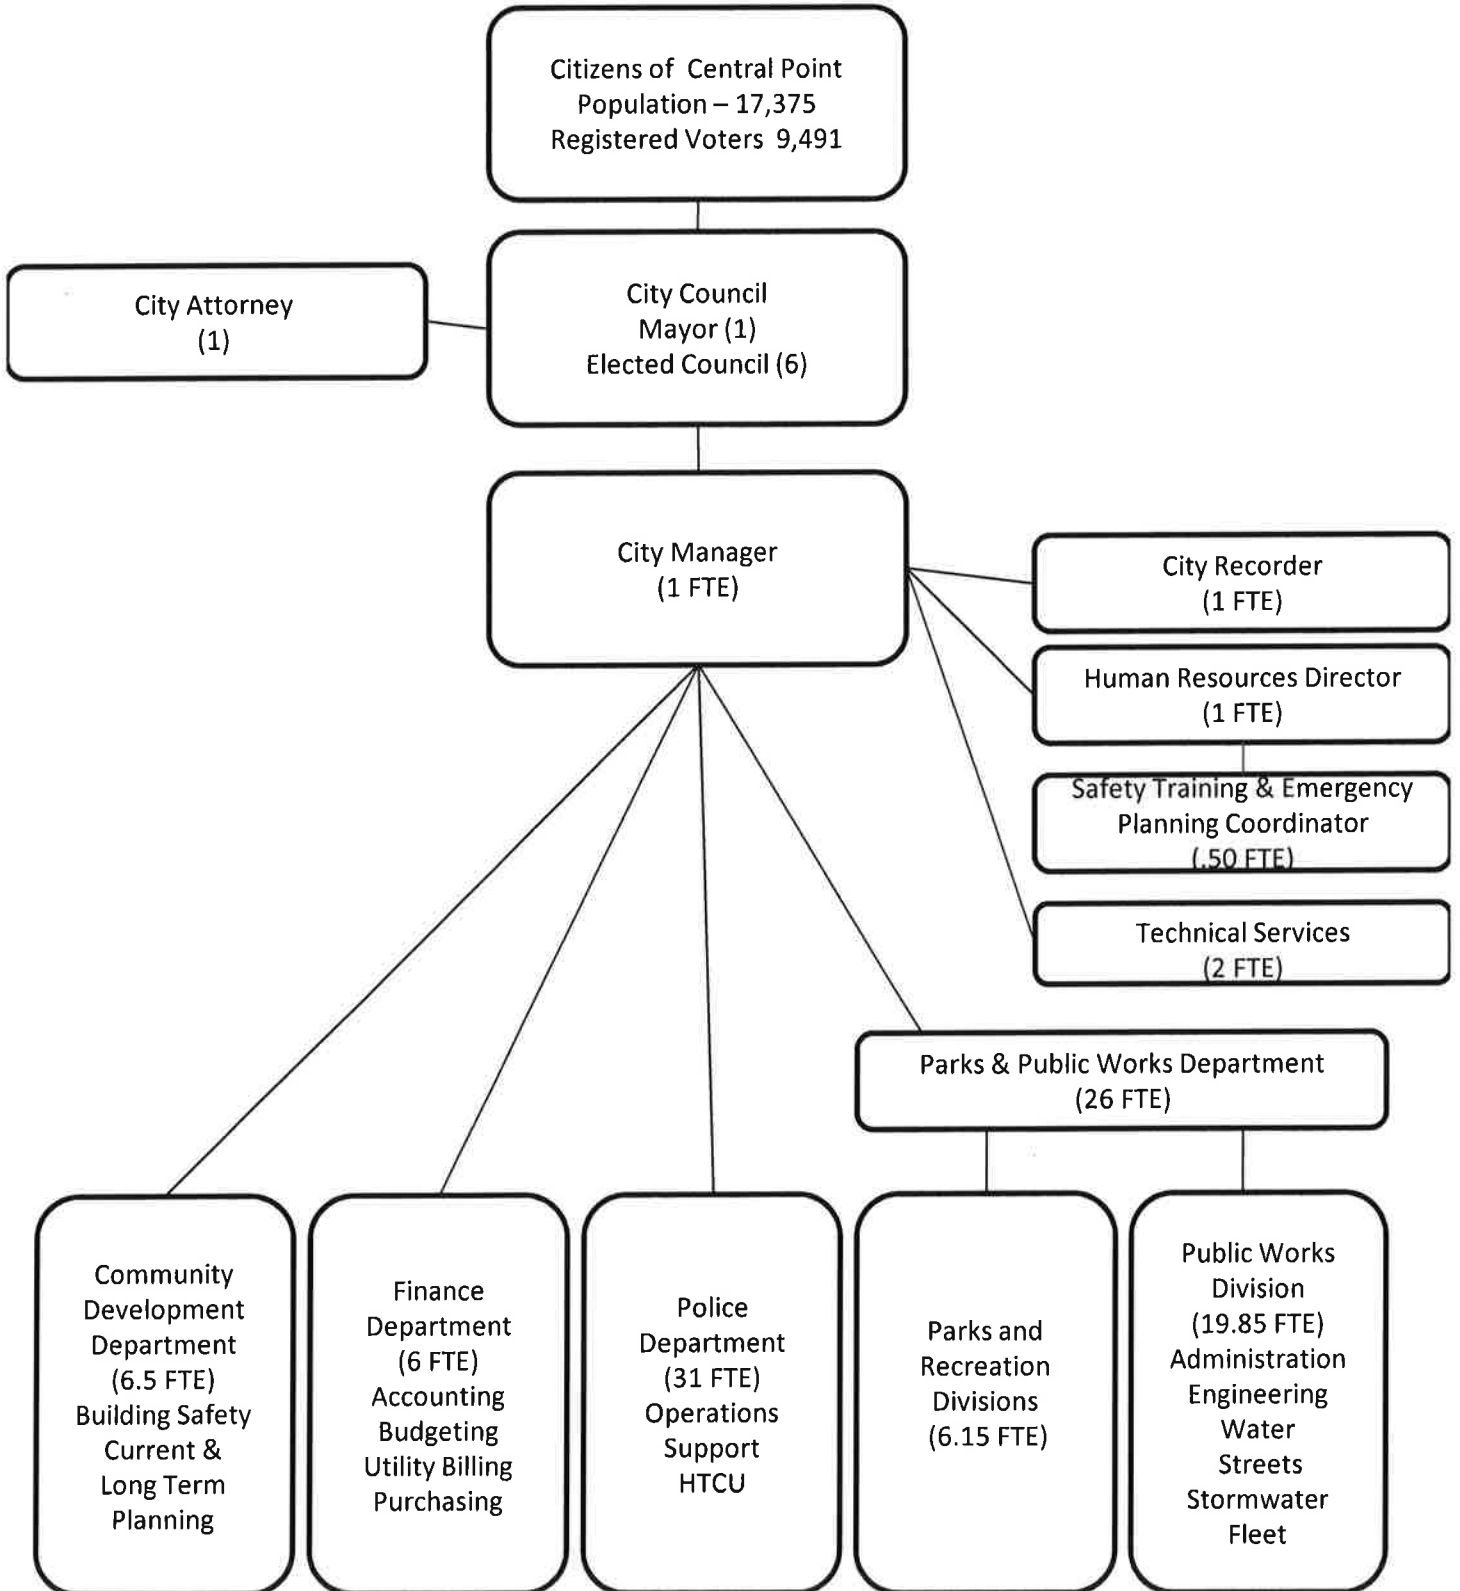 Citizens of Central Point
Population – 17,375
Registered Voters 9,491
City Attorney
(1)
City Council
Mayor (1)
Elected Council (6)
City Manager
(1 FTE)
City Recorder
(1 FTE)
Human Resources Director
(1 FTE)
Safety Training & Emergency
Planning Coordinator
(.50 FTE)
Technical Services
(2 FTE)
Parks & Public Works Department
(26 FTE)
Community
Development
Department
(6.5 FTE)
Building Safety
Current &
Long Term
Planning
Finance
Department
(6 FTE)
Accounting
Budgeting
Utility Billing
Purchasing
Police
Department
(31 FTE)
Operations
Support
HTCU
Parks and
Recreation
Divisions
(6.15 FTE)
Public Works
Division
(19.85 FTE)
Administration
Engineering
Water
Streets
Stormwater
Fleet